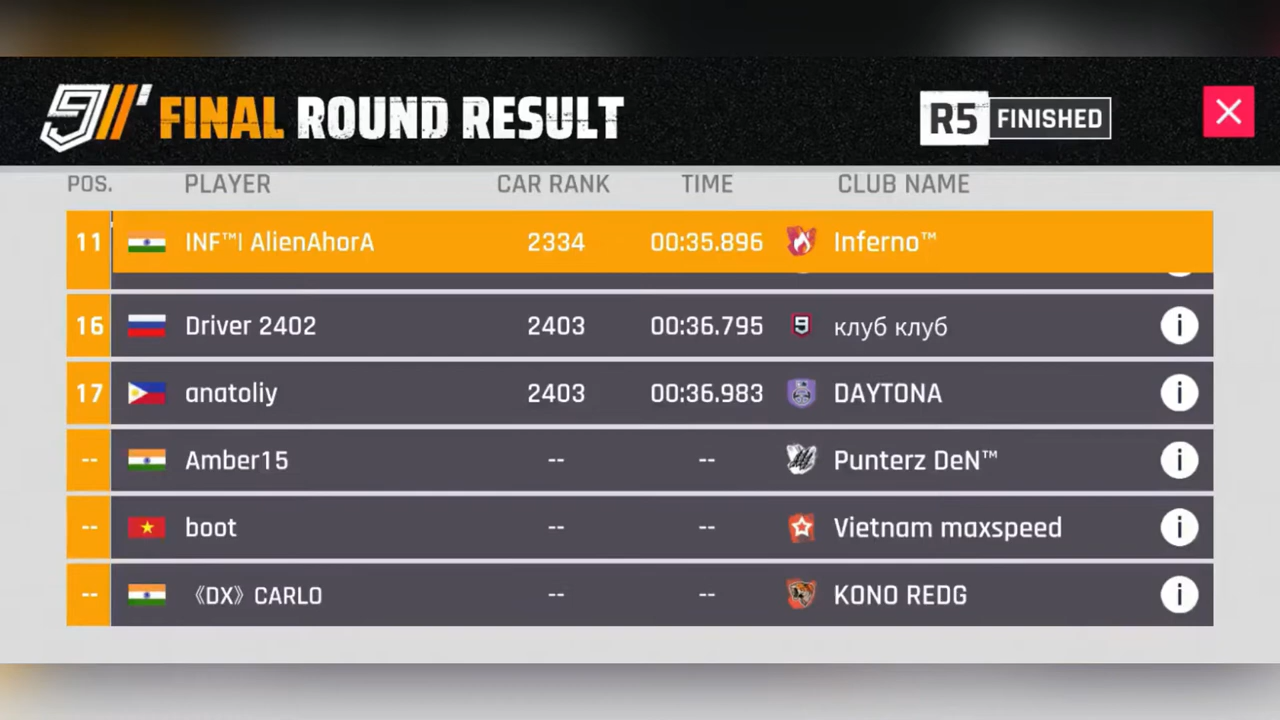 9 FINAL ROUND RESULT R5 FINISHED
POS. PLAYER CAR RANK TIME CLUB NAME
11 INF™| AlienAhorA 2334 00:35.896 Inferno™
16 Driver 2402 2403 00:36.795 клуб клуб
17 anatoliy 2403 00:36.983 DAYTONA
-- Amber15 -- -- Punterz DeN™
-- boot -- -- Vietnam maxspeed
-- 《DX》 CARLO -- -- KONO REDG